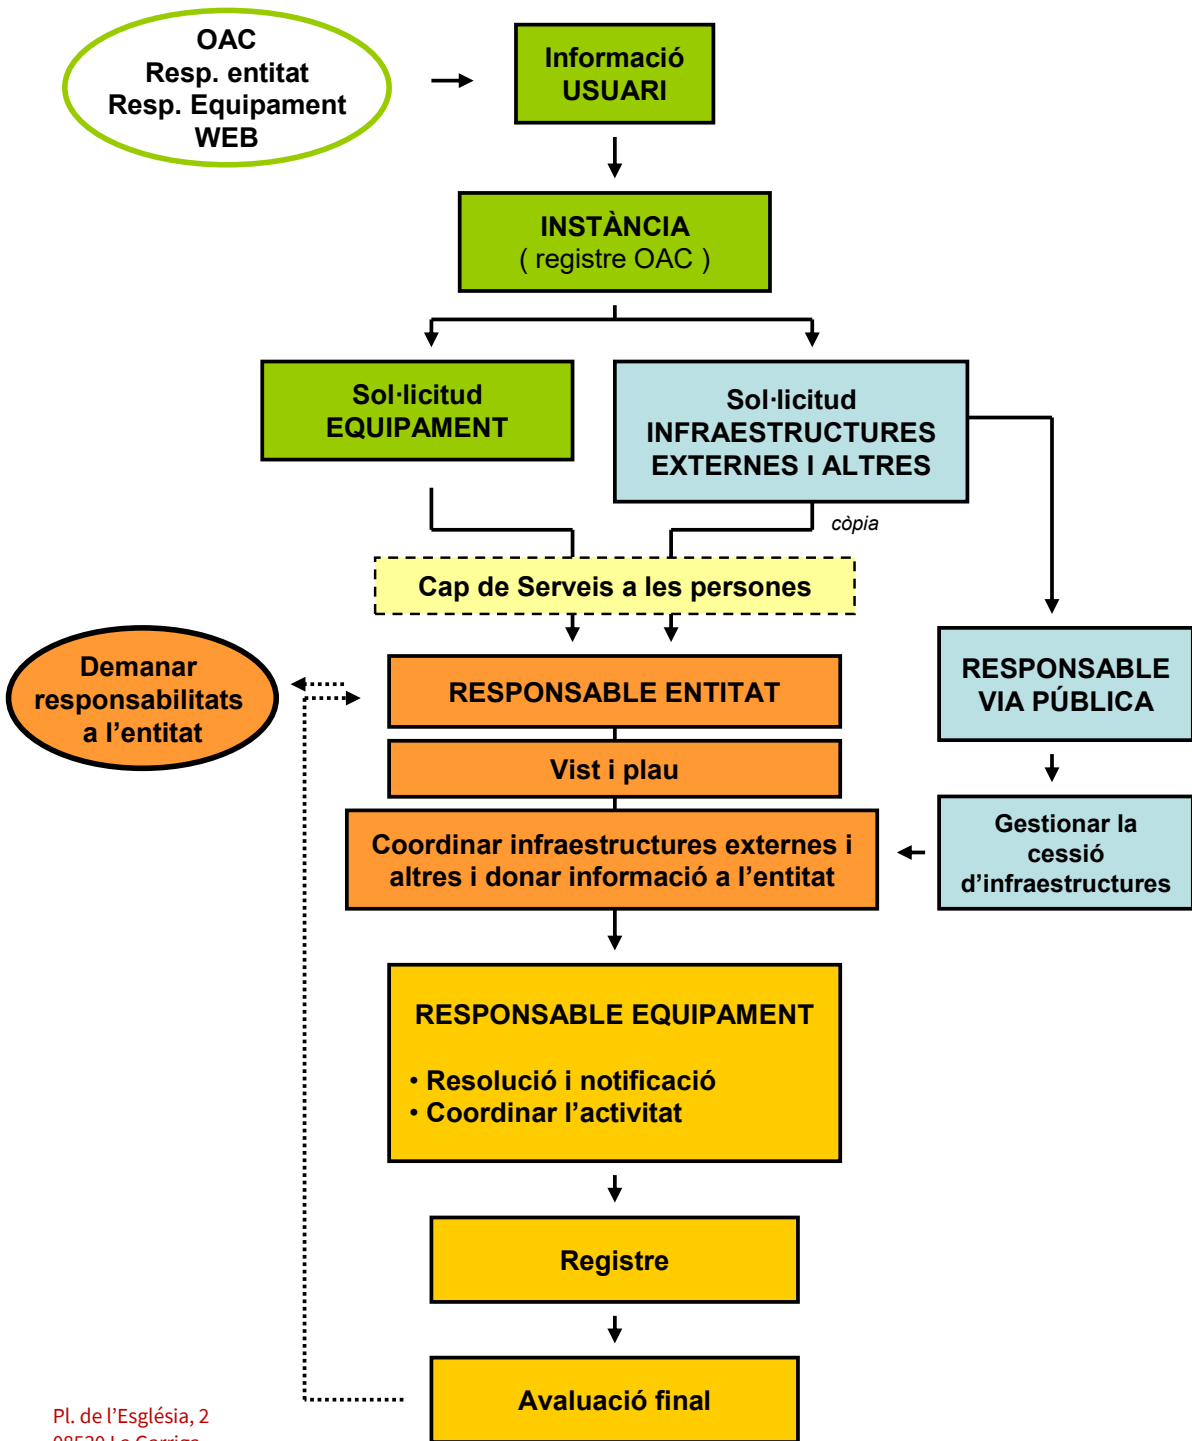 OAC
Resp. entitat
Resp. Equipament
WEB
Informació
USUARI
INSTÀNCIA
( registre OAC )
Sol·licitud
EQUIPAMENT
Sol·licitud
INFRAESTRUCTURES
EXTERNES I ALTRES
còpia
Cap de Serveis a les persones
Demanar
responsabilitats
a l’entitat
RESPONSABLE ENTITAT
RESPONSABLE
VIA PÚBLICA
Vist i plau
Coordinar infraestructures externes i
altres i donar informació a l’entitat
Gestionar la
cessió
d’infraestructures
RESPONSABLE EQUIPAMENT
• Resolució i notificació
• Coordinar l’activitat
Registre
Avaluació final
Pl. de l’Església, 2
08530 La Garriga